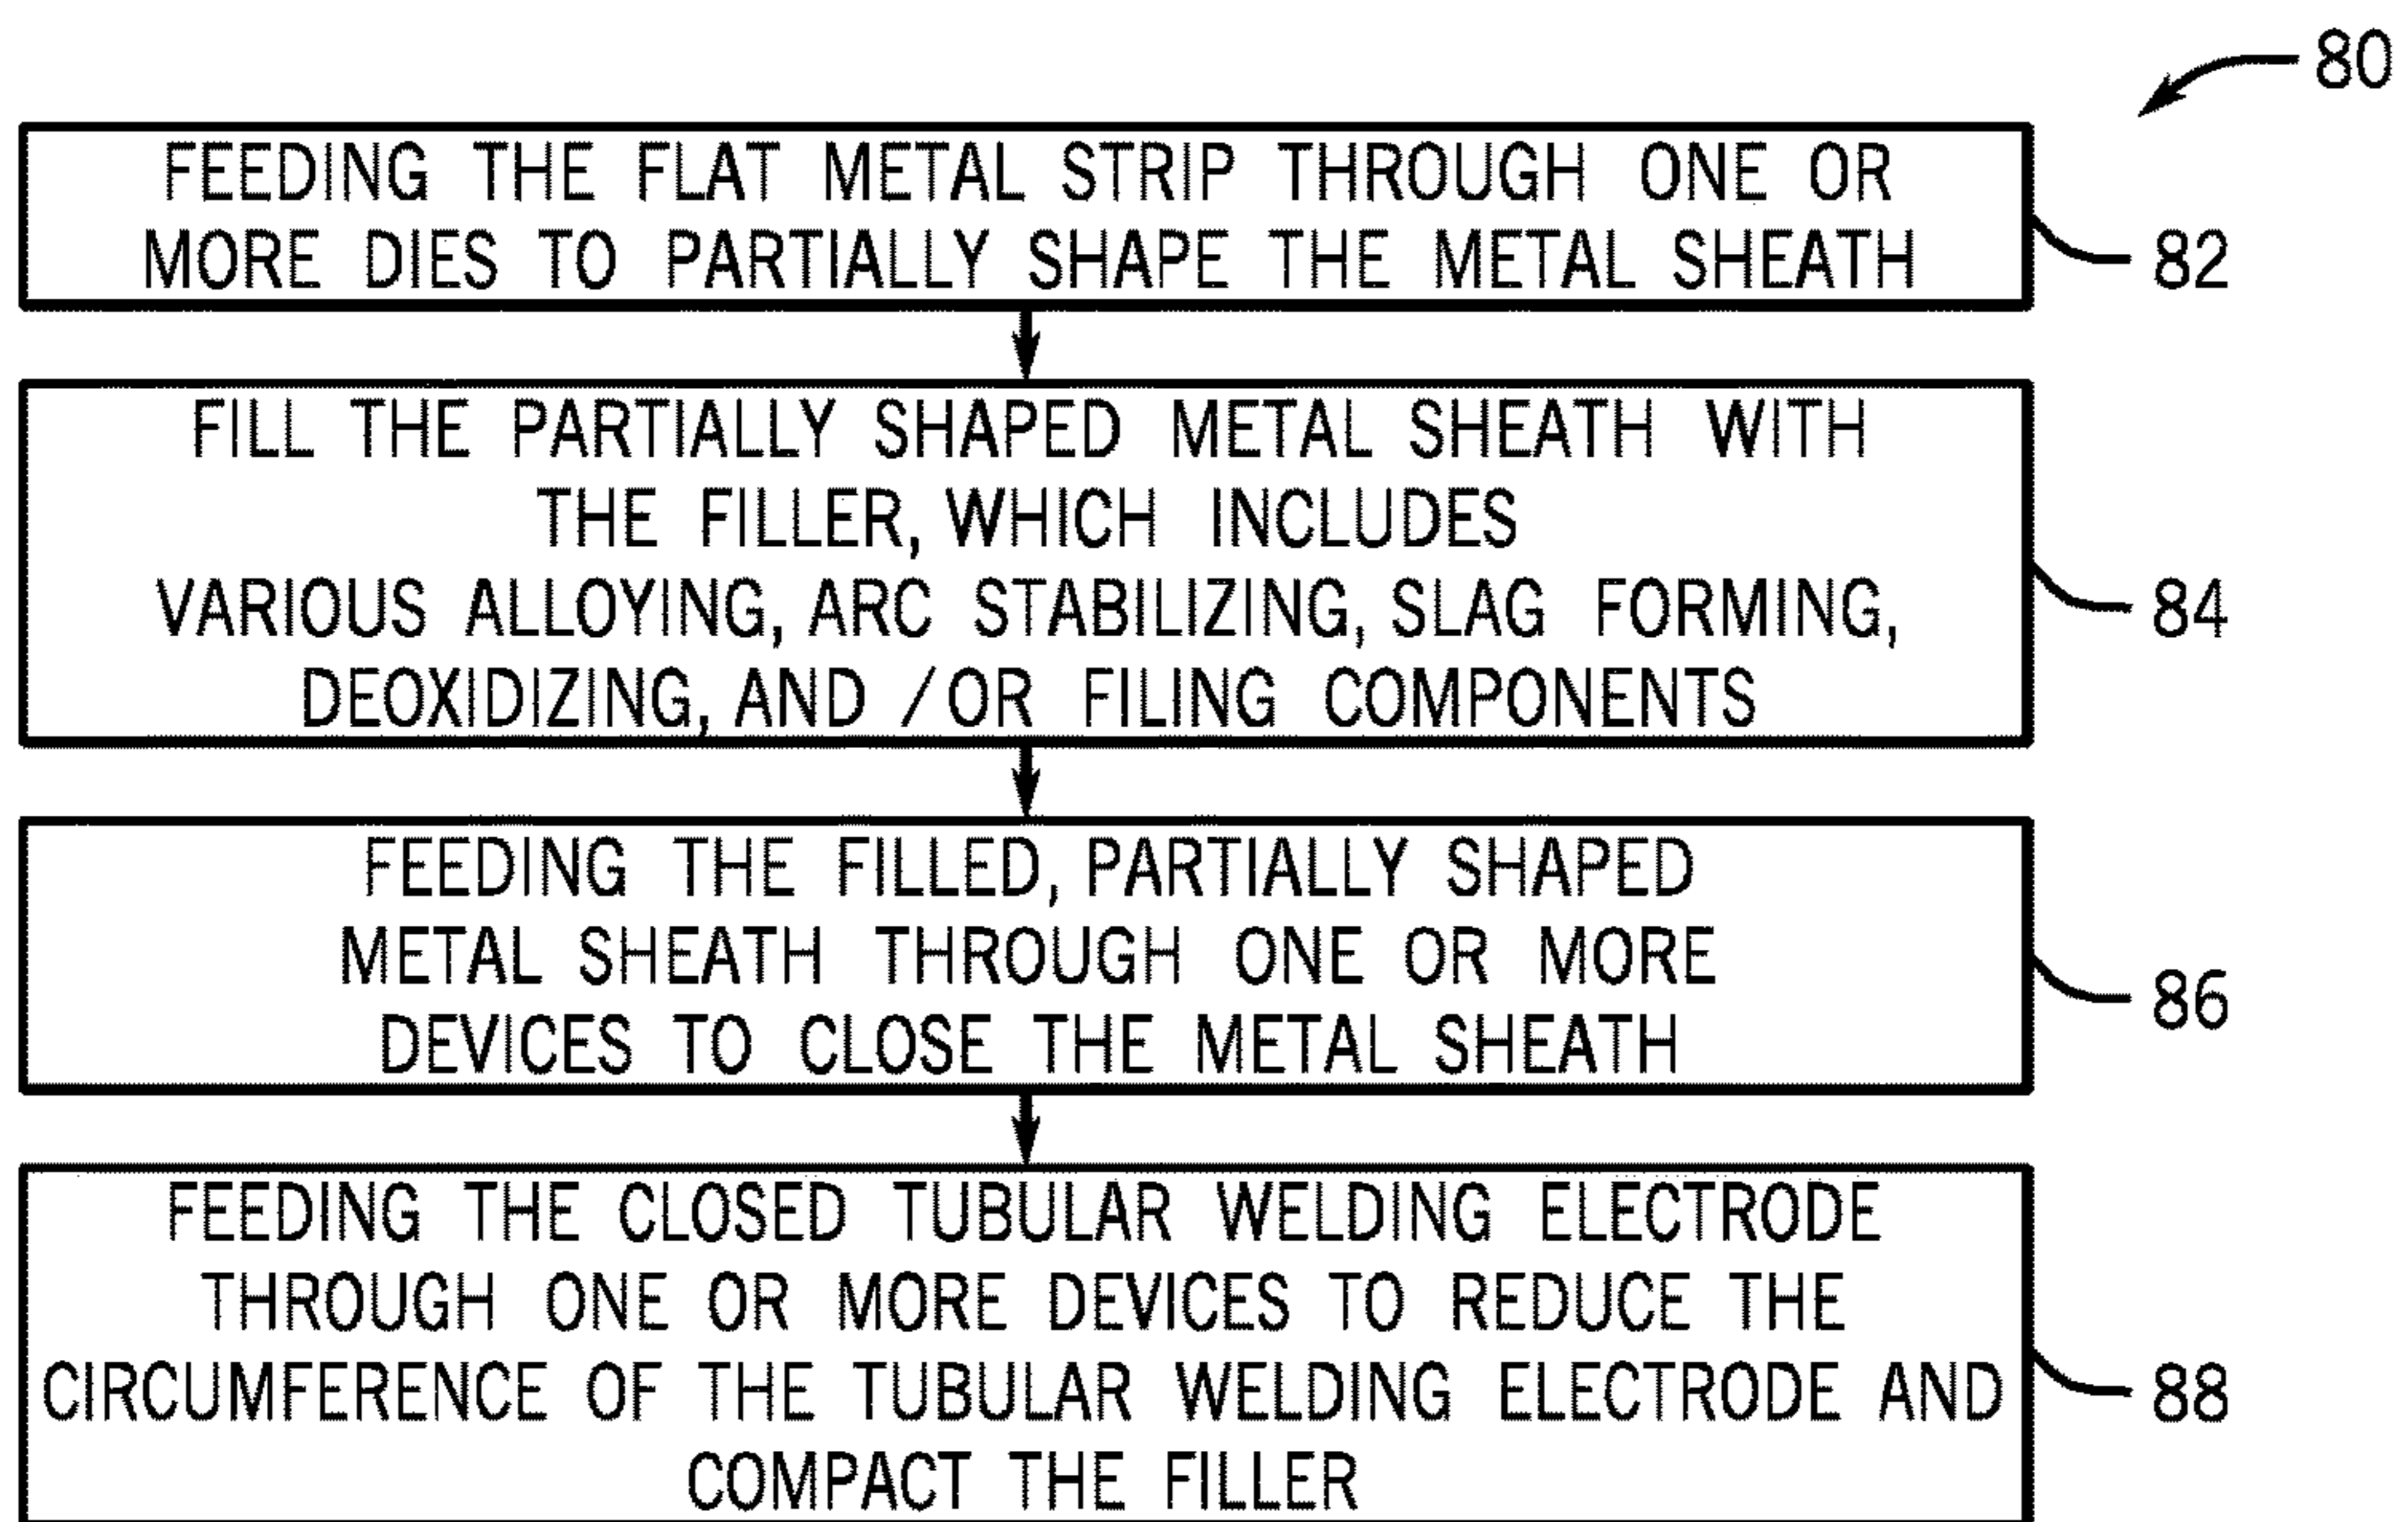 80
FEEDING THE FLAT METAL STRIP THROUGH ONE OR
MORE DIES TO PARTIALLY SHAPE THE METAL SHEATH
82
FILL THE PARTIALLY SHAPED METAL SHEATH WITH
THE FILLER, WHICH INCLUDES
VARIOUS ALLOYING, ARC STABILIZING, SLAG FORMING,
DEOXIDIZING, AND /OR FILING COMPONENTS
84
FEEDING THE FILLED, PARTIALLY SHAPED
METAL SHEATH THROUGH ONE OR MORE
DEVICES TO CLOSE THE METAL SHEATH
86
FEEDING THE CLOSED TUBULAR WELDING ELECTRODE
THROUGH ONE OR MORE DEVICES TO REDUCE THE
CIRCUMFERENCE OF THE TUBULAR WELDING ELECTRODE AND
COMPACT THE FILLER
88